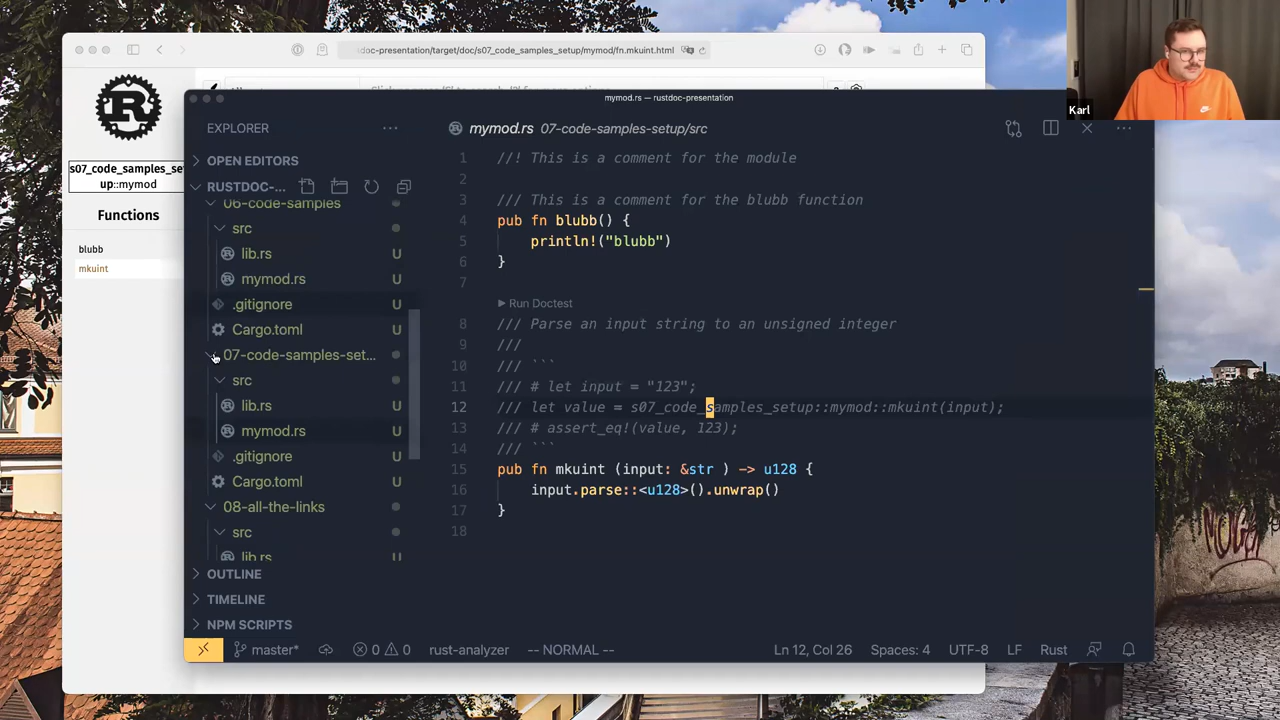 doc-presentation/target/doc/s07_code_samples_setup/mymod/fn.mkuint.html
R
s07_code_samples_set
up::mymod
Functions
blubb
mkuint
Karl
mymod.rs — rustdoc-presentation
EXPLORER
OPEN EDITORS
RUSTDOC-...
06-code-samples
src
lib.rs U
mymod.rs U
.gitignore U
Cargo.toml U
07-code-samples-set...
src
lib.rs U
mymod.rs U
.gitignore U
Cargo.toml U
08-all-the-links
src
lib.rs U
OUTLINE
TIMELINE
NPM SCRIPTS
mymod.rs 07-code-samples-setup/src
1 //! This is a comment for the module
2
3 /// This is a comment for the blubb function
4 pub fn blubb() {
5 println!("blubb")
6 }
7
Run Doctest
8 /// Parse an input string to an unsigned integer
9 ///
10 /// ```
11 /// # let input = "123";
12 /// let value = s07_code_samples_setup::mymod::mkuint(input);
13 /// # assert_eq!(value, 123);
14 /// ```
15 pub fn mkuint (input: &str ) -> u128 {
16 input.parse::<u128>().unwrap()
17 }
18
master* 0 0 rust-analyzer -- NORMAL -- Ln 12, Col 26 Spaces: 4 UTF-8 LF Rust